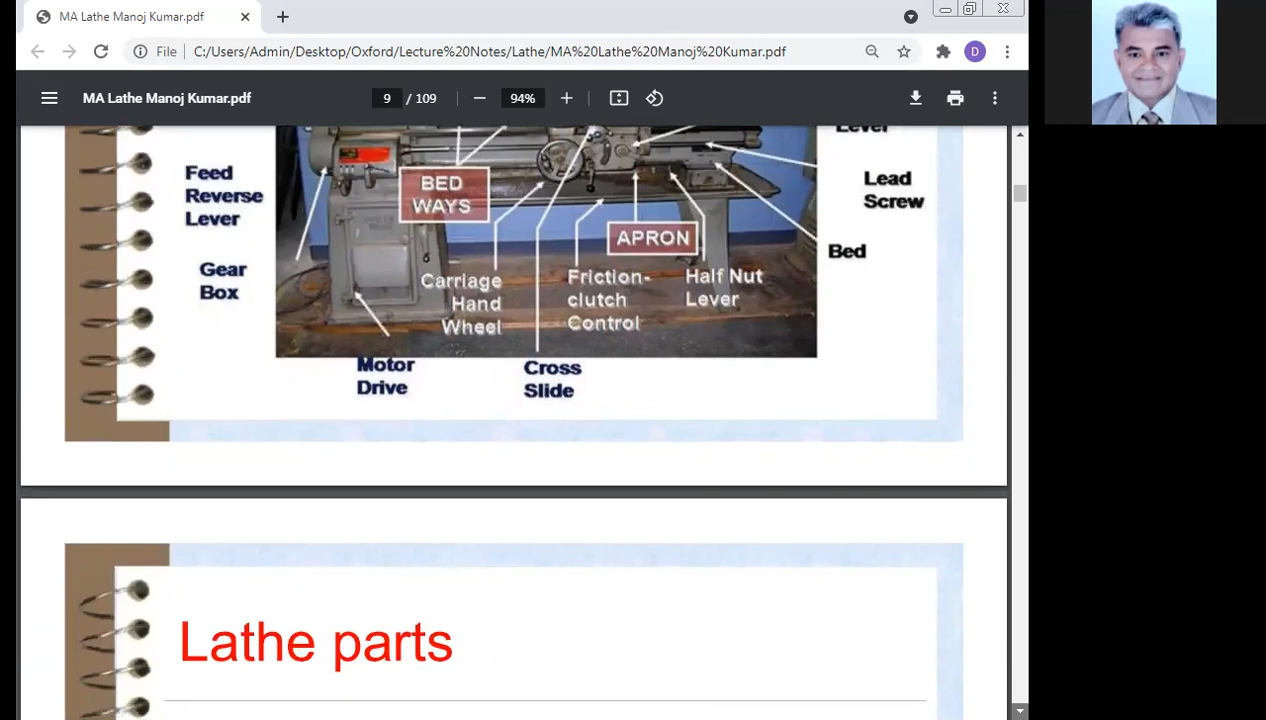 MA Lathe Manoj Kumar.pdf
File
C:/Users/Admin/Desktop/Oxford/Lecture%20Notes/Lathe/MA%20Lathe%20Manoj%20Kumar.pdf
D
MA Lathe Manoj Kumar.pdf
9 / 109
94%
Lever
Feed
Reverse
Lever
BED
WAYS
Lead
Screw
APRON
Bed
Gear
Box
Carriage
Hand
Wheel
Friction-
clutch
Control
Half Nut
Lever
Motor
Drive
Cross
Slide
Lathe parts